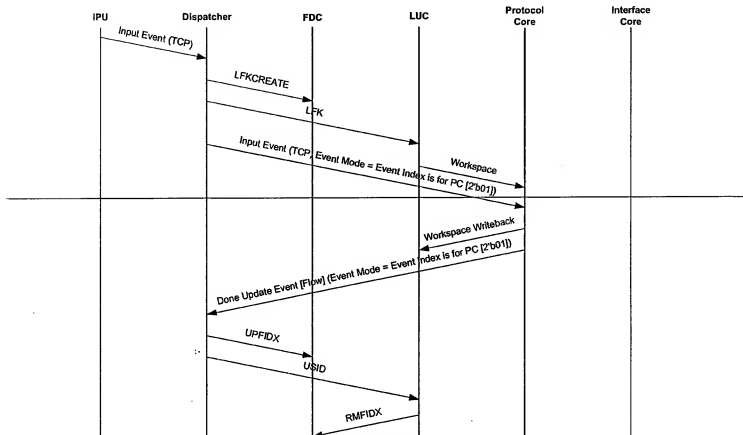 IPU Dispatcher FDC LUC Protocol Core Interface Core
Input Event (TCP)
LFKCREATE
LFK
Input Event (TCP, Event Mode = Event Index is for PC [2'b01])
Workspace
Workspace Writeback
Done Update Event [Flow] (Event Mode = Event Index is for PC [2'b01])
UPFIDX
USID
RMFIDX